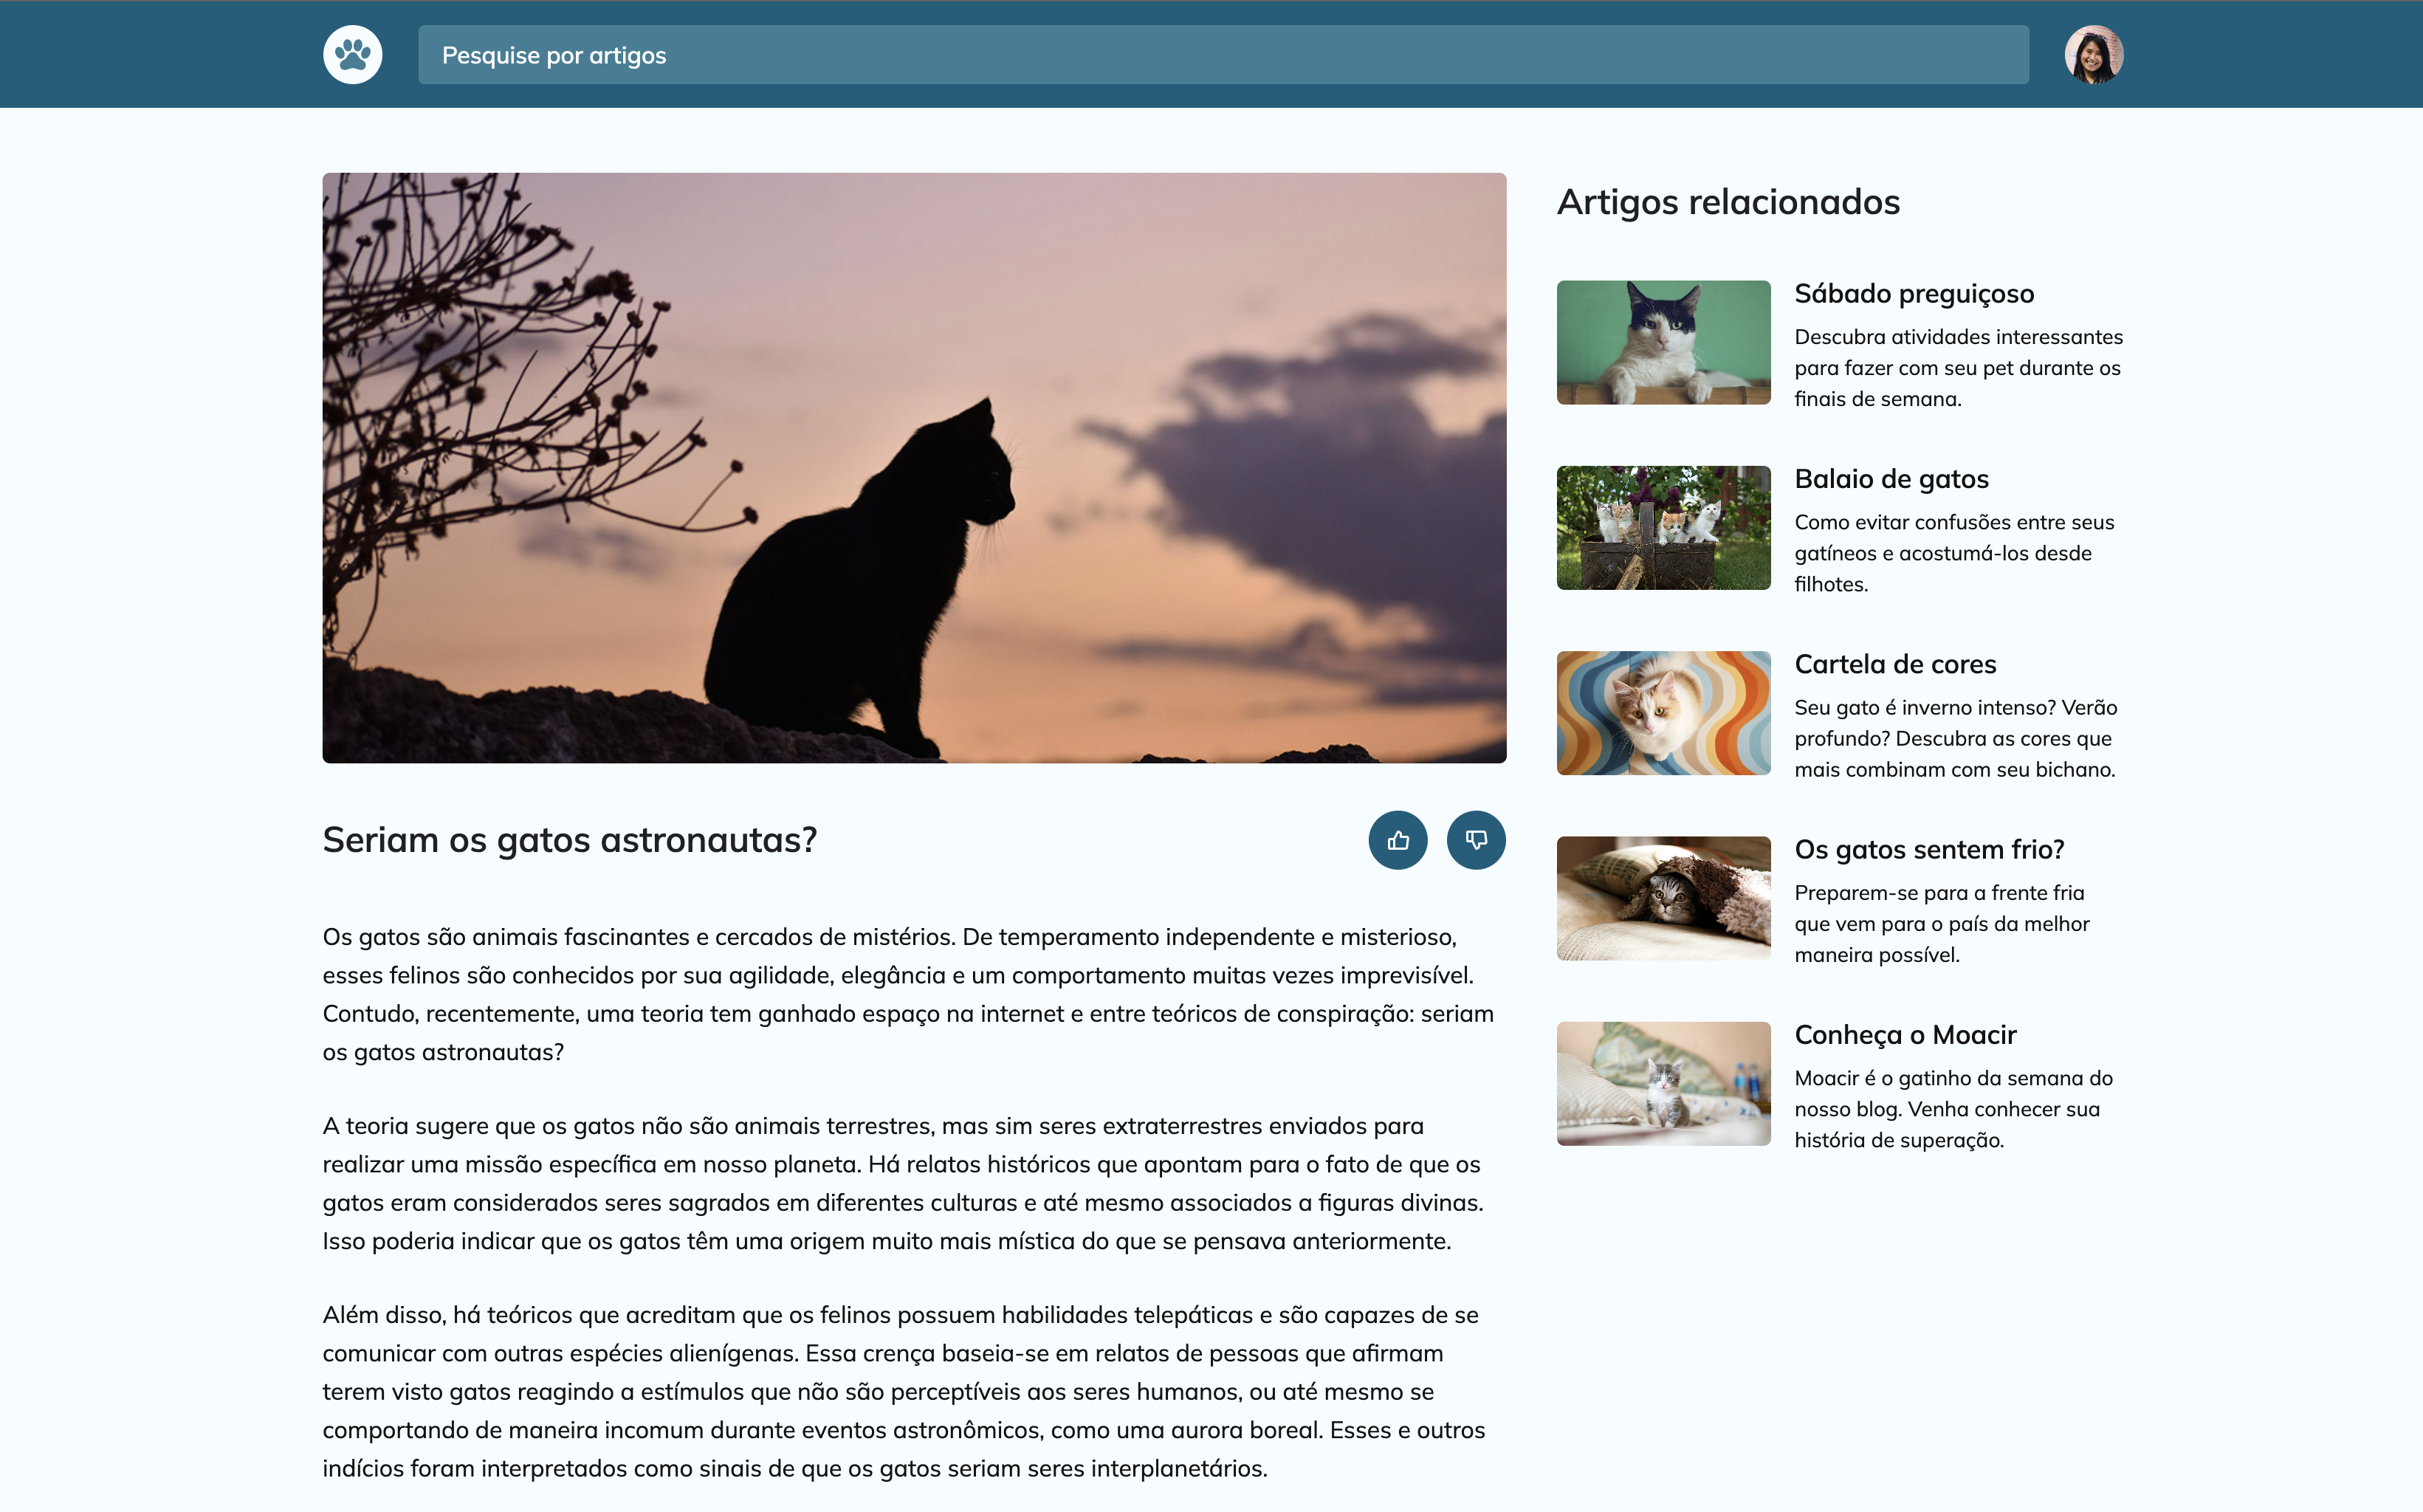 Pesquise por artigos
Seriam os gatos astronautas?
Os gatos são animais fascinantes e cercados de mistérios. De temperamento independente e misterioso,
esses felinos são conhecidos por sua agilidade, elegância e um comportamento muitas vezes imprevisível.
Contudo, recentemente, uma teoria tem ganhado espaço na internet e entre teóricos de conspiração: seriam
os gatos astronautas?
A teoria sugere que os gatos não são animais terrestres, mas sim seres extraterrestres enviados para
realizar uma missão específica em nosso planeta. Há relatos históricos que apontam para o fato de que os
gatos eram considerados seres sagrados em diferentes culturas e até mesmo associados a figuras divinas.
Isso poderia indicar que os gatos têm uma origem muito mais mística do que se pensava anteriormente.
Além disso, há teóricos que acreditam que os felinos possuem habilidades telepáticas e são capazes de se
comunicar com outras espécies alienígenas. Essa crença baseia-se em relatos de pessoas que afirmam
terem visto gatos reagindo a estímulos que não são perceptíveis aos seres humanos, ou até mesmo se
comportando de maneira incomum durante eventos astronômicos, como uma aurora boreal. Esses e outros
indícios foram interpretados como sinais de que os gatos seriam seres interplanetários.
Artigos relacionados
Sábado preguiçoso
Descubra atividades interessantes
para fazer com seu pet durante os
finais de semana.
Balaio de gatos
Como evitar confusões entre seus
gatíneos e acostumá-los desde
filhotes.
Cartela de cores
Seu gato é inverno intenso? Verão
profundo? Descubra as cores que
mais combinam com seu bichano.
Os gatos sentem frio?
Preparem-se para a frente fria
que vem para o país da melhor
maneira possível.
Conheça o Moacir
Moacir é o gatinho da semana do
nosso blog. Venha conhecer sua
história de superação.